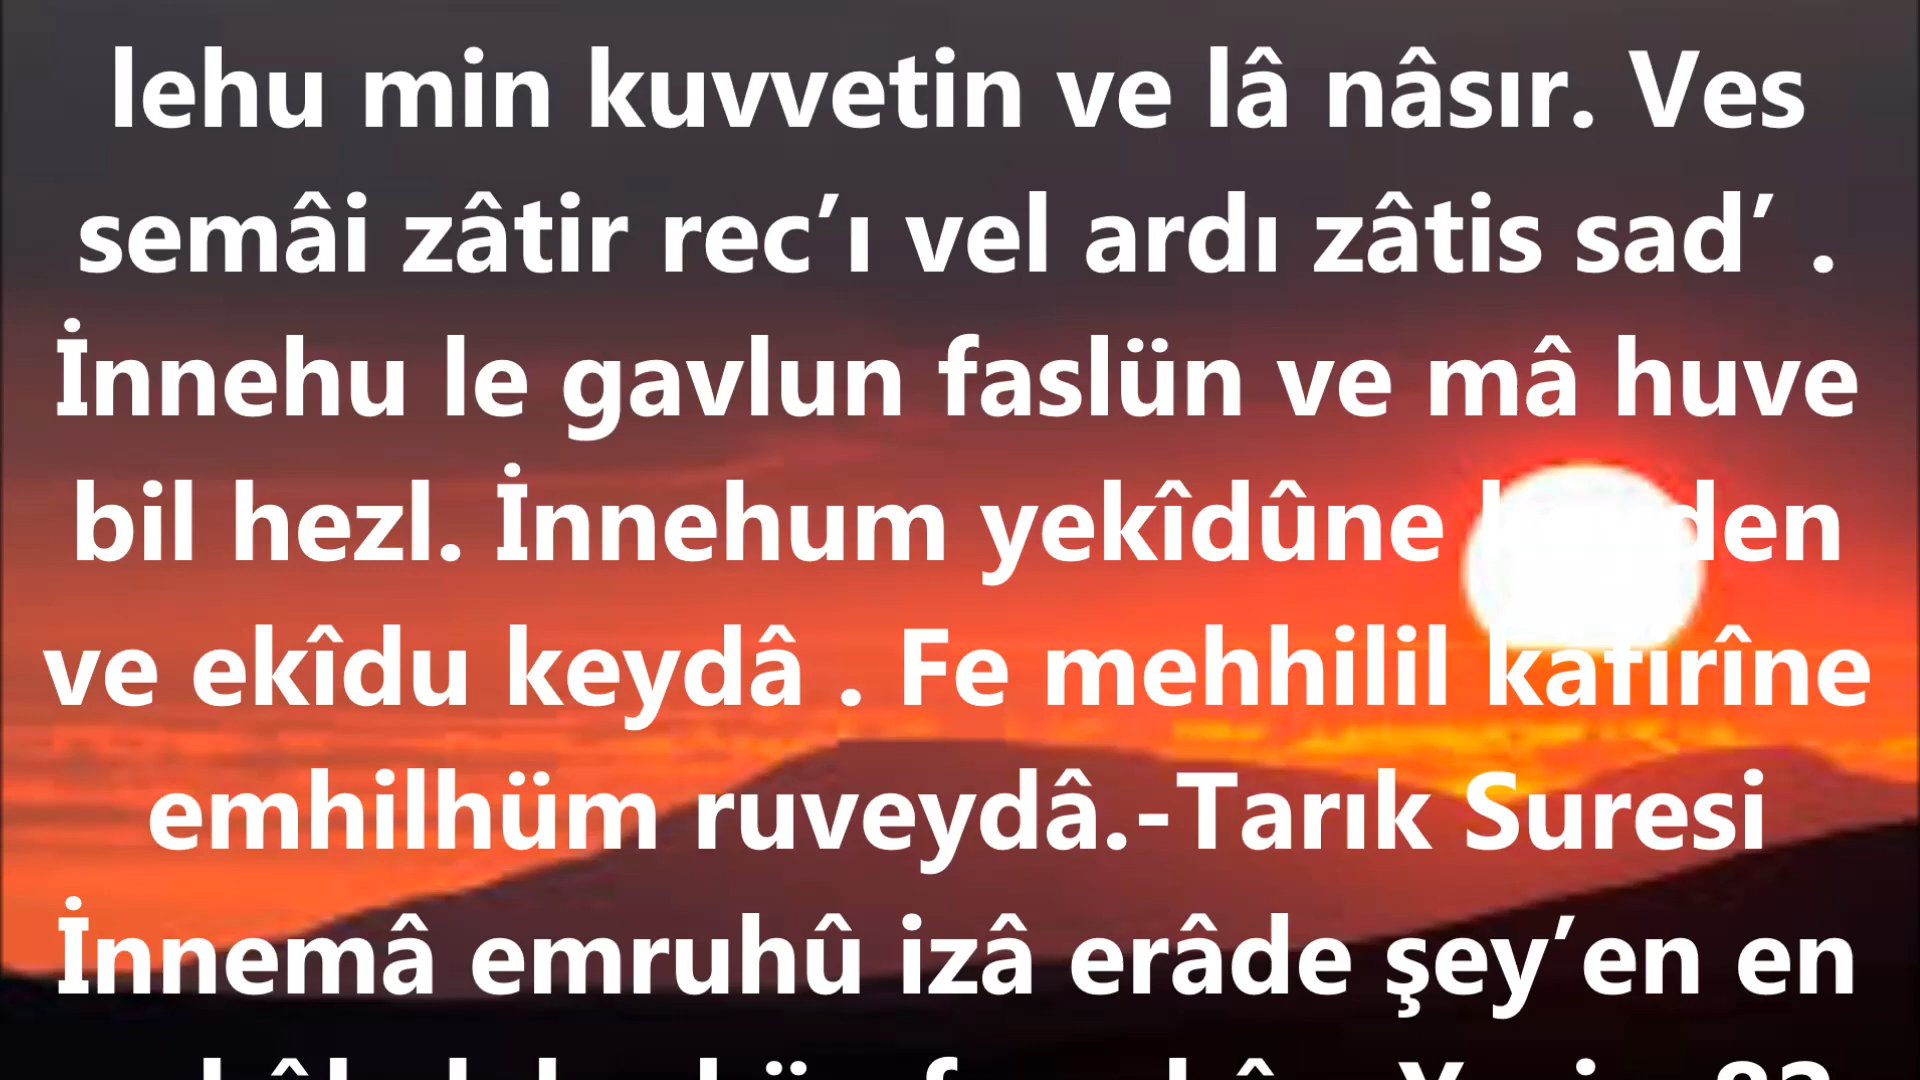 lehu min kuvvetin ve lâ nâsır. Ves
semâi zâtir rec’ı vel ardı zâtis sad’ .
İnnehu le gavlun faslün ve mâ huve
bil hezl. İnnehum yekîdûne
ve ekîdu keydâ . Fe mehhilil kafirîne
emhilhüm ruveydâ.-Tarık Suresi
İnnemâ emruhû izâ erâde şey’en en